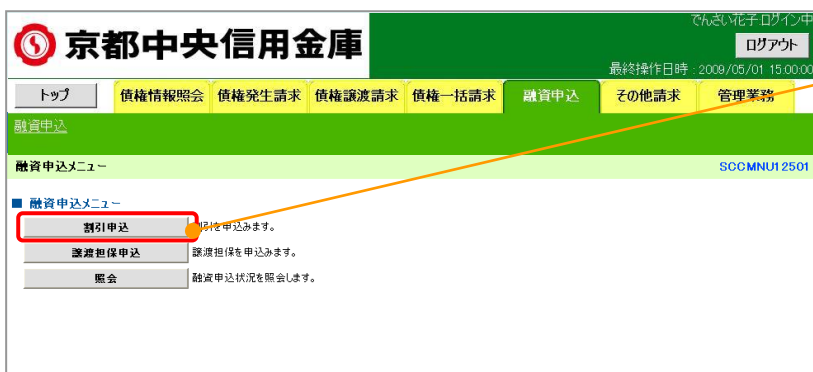 京都中央信用金庫
でんさい花子ログイン中
ログアウト
最終操作日時:2009/05/01 15:00:00
トップ 債権情報照会 債権発生請求 債権譲渡請求 債権一括請求 融資申込 その他請求 管理業務
融資申込
融資申込メニュー SCCMNU12501
■ 融資申込メニュー
割引申込 割引を申込みます。
譲渡担保申込 譲渡担保を申込みます。
照会 融資申込状況を照会します。